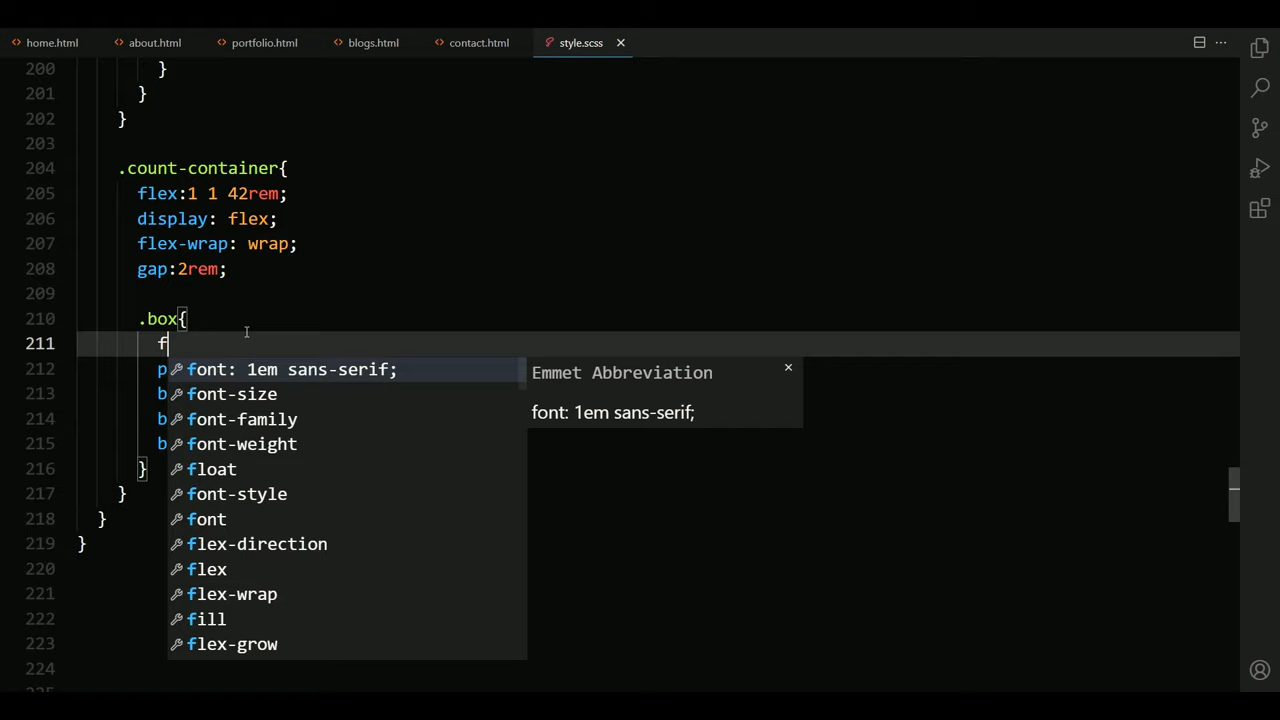 home.html about.html portfolio.html blogs.html contact.html style.scss
200 }
201 }
202 }
203
204 .count-container{
205 flex:1 1 42rem;
206 display: flex;
207 flex-wrap: wrap;
208 gap:2rem;
209
210 .box{
211 f
212 p font: 1em sans-serif; Emmet Abbreviation
213 b font-size font: 1em sans-serif;
214 b font-family
215 b font-weight
216 } float
217 } font-style
218 } font
219 } flex-direction
220 flex
221 flex-wrap
222 fill
223 flex-grow
224